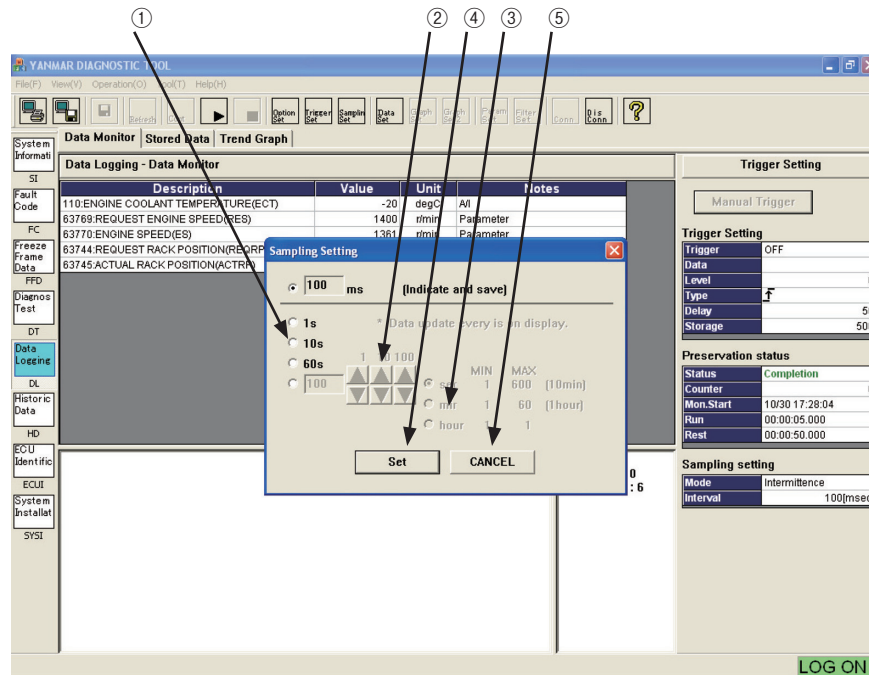 ① ② ④ ③ ⑤
YANMAR DIAGNOSTIC TOOL
File(F) View(V) Operation(O) Tool(T) Help(H)
Refresh Option Set Trigger Set Samplin Set Data Set Graph Set Graph Set Param Set Filter Set Conn Dis Conn ?
System Informati
SI
Fault Code
FC
Freeze Frame Data
FFD
Diagnos Test
DT
Data Logging
DL
Historic Data
HD
ECU Identific
ECUI
System Installat
SYSI
Data Monitor Stored Data Trend Graph
Data Logging - Data Monitor
Description Value Unit Notes
110:ENGINE COOLANT TEMPERATURE(ECT) -20 degC A/I
63769:REQUEST ENGINE SPEED(RES) 1400 r/min Parameter
63770:ENGINE SPEED(ES) 1361 r/min Parameter
63744:REQUEST RACK POSITION(REQRP
63745:ACTUAL RACK POSITION(ACTRP)
Sampling Setting
100 ms (Indicate and save)
1s * Data update every is on display.
10s
60s 1 10 100
MIN MAX
100 sec 1 600 (10min)
min 1 60 (1hour)
hour 1 1
Set CANCEL
0
: 6
Trigger Setting
Manual Trigger
Trigger Setting
Trigger OFF
Data
Level
Type
Delay 5
Storage 50
Preservation status
Status Completion
Counter
Mon.Start 10/30 17:28:04
Run 00:00:05.000
Rest 00:00:50.000
Sampling setting
Mode Intermittence
Interval 100[msec
LOG ON